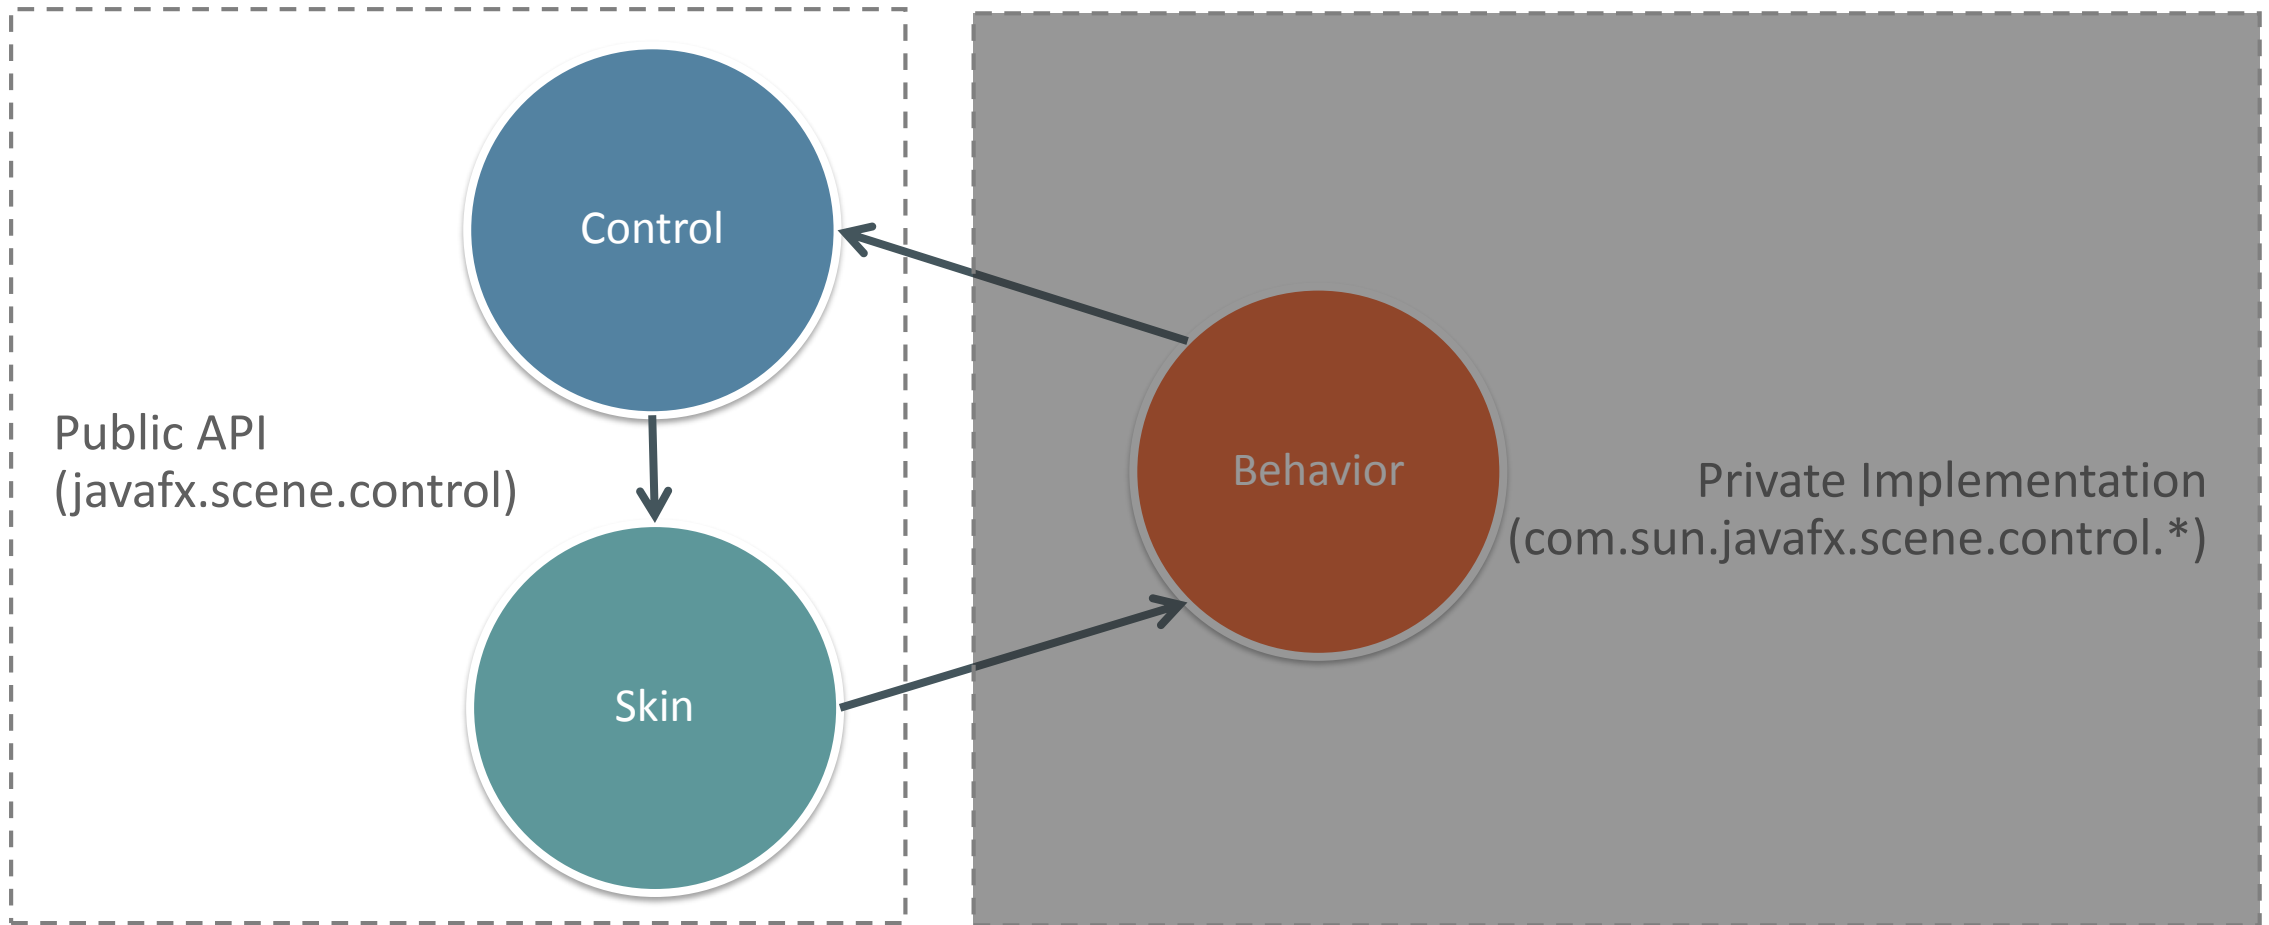 Control
Public API
(javafx.scene.control)
Skin
Behavior
Private Implementation
(com.sun.javafx.scene.control.*)